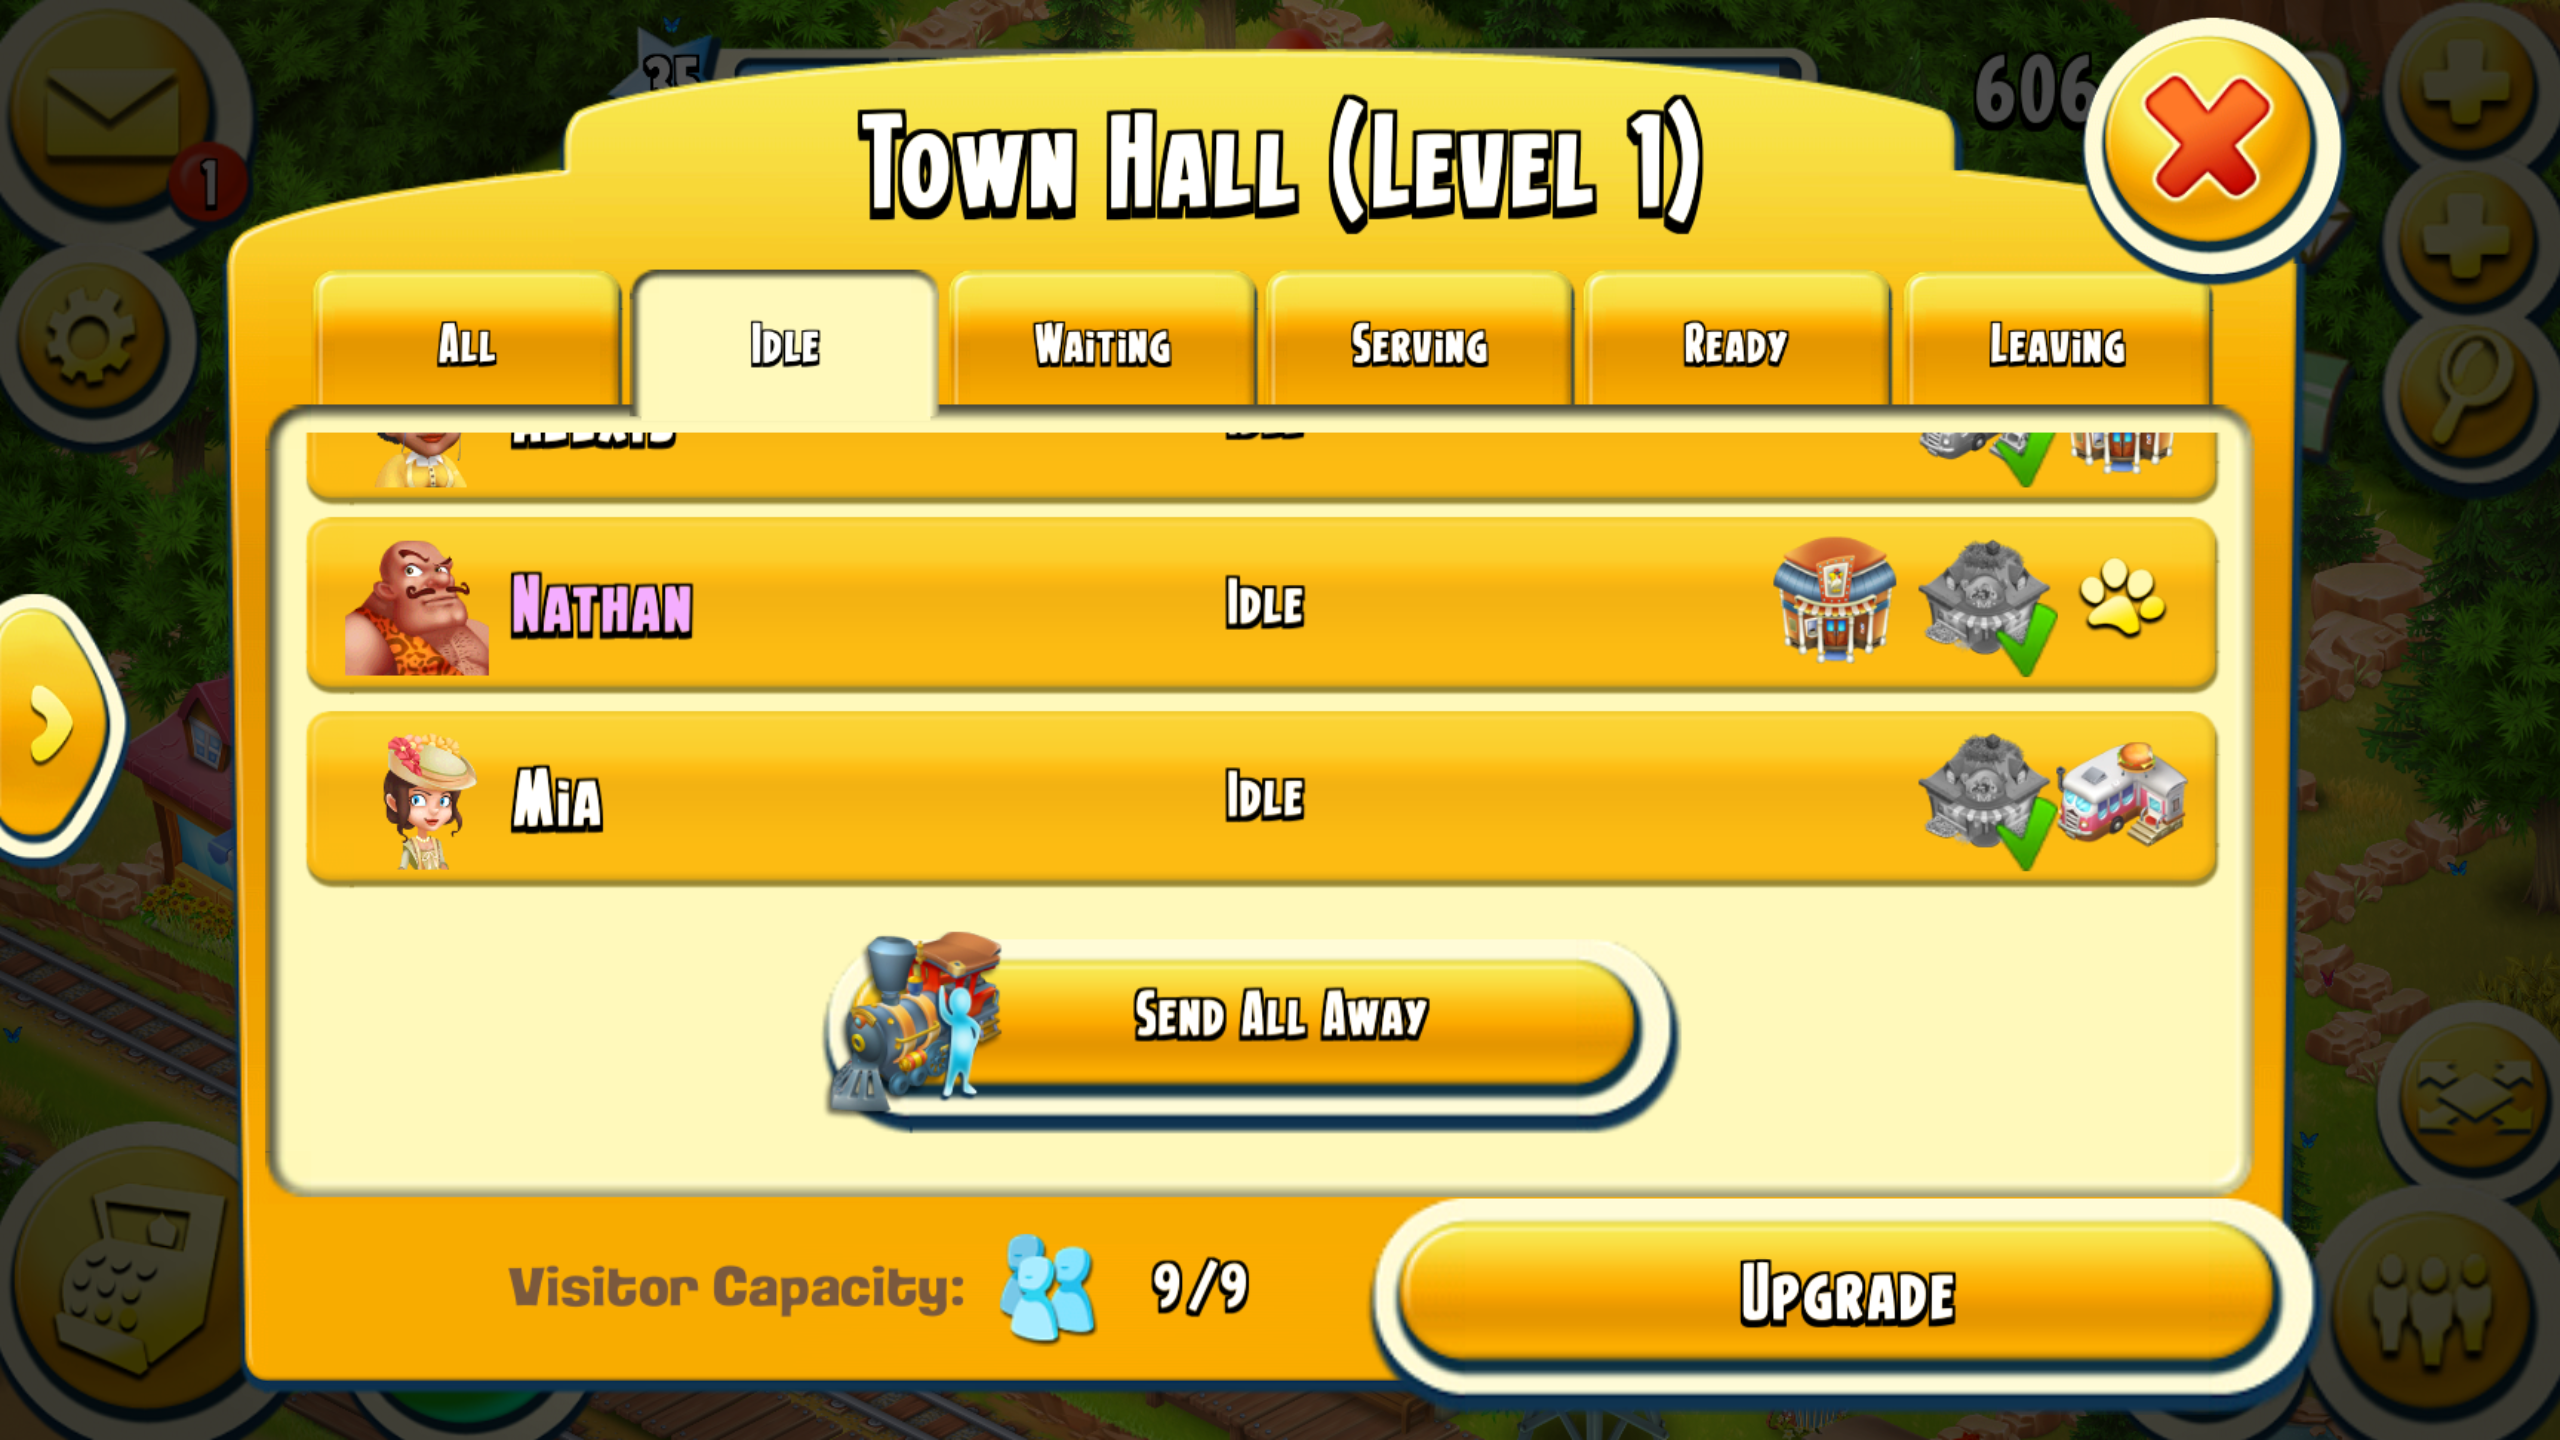 1
35
606
Town Hall (Level 1)
All
Idle
Waiting
Serving
Ready
Leaving
Nathan
Idle
Mia
Idle
Send All Away
Visitor Capacity:
9/9
Upgrade